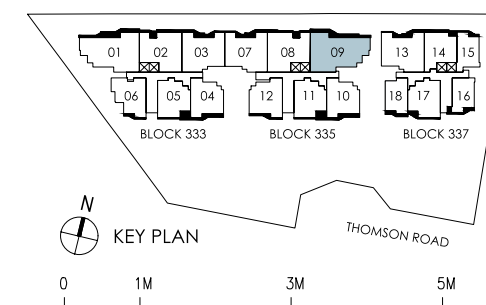 01 02 03 07 08 09 13 14 15
06 05 04 12 11 10 18 17 16
BLOCK 333 BLOCK 335 BLOCK 337
N
KEY PLAN
THOMSON ROAD
0 1M 3M 5M